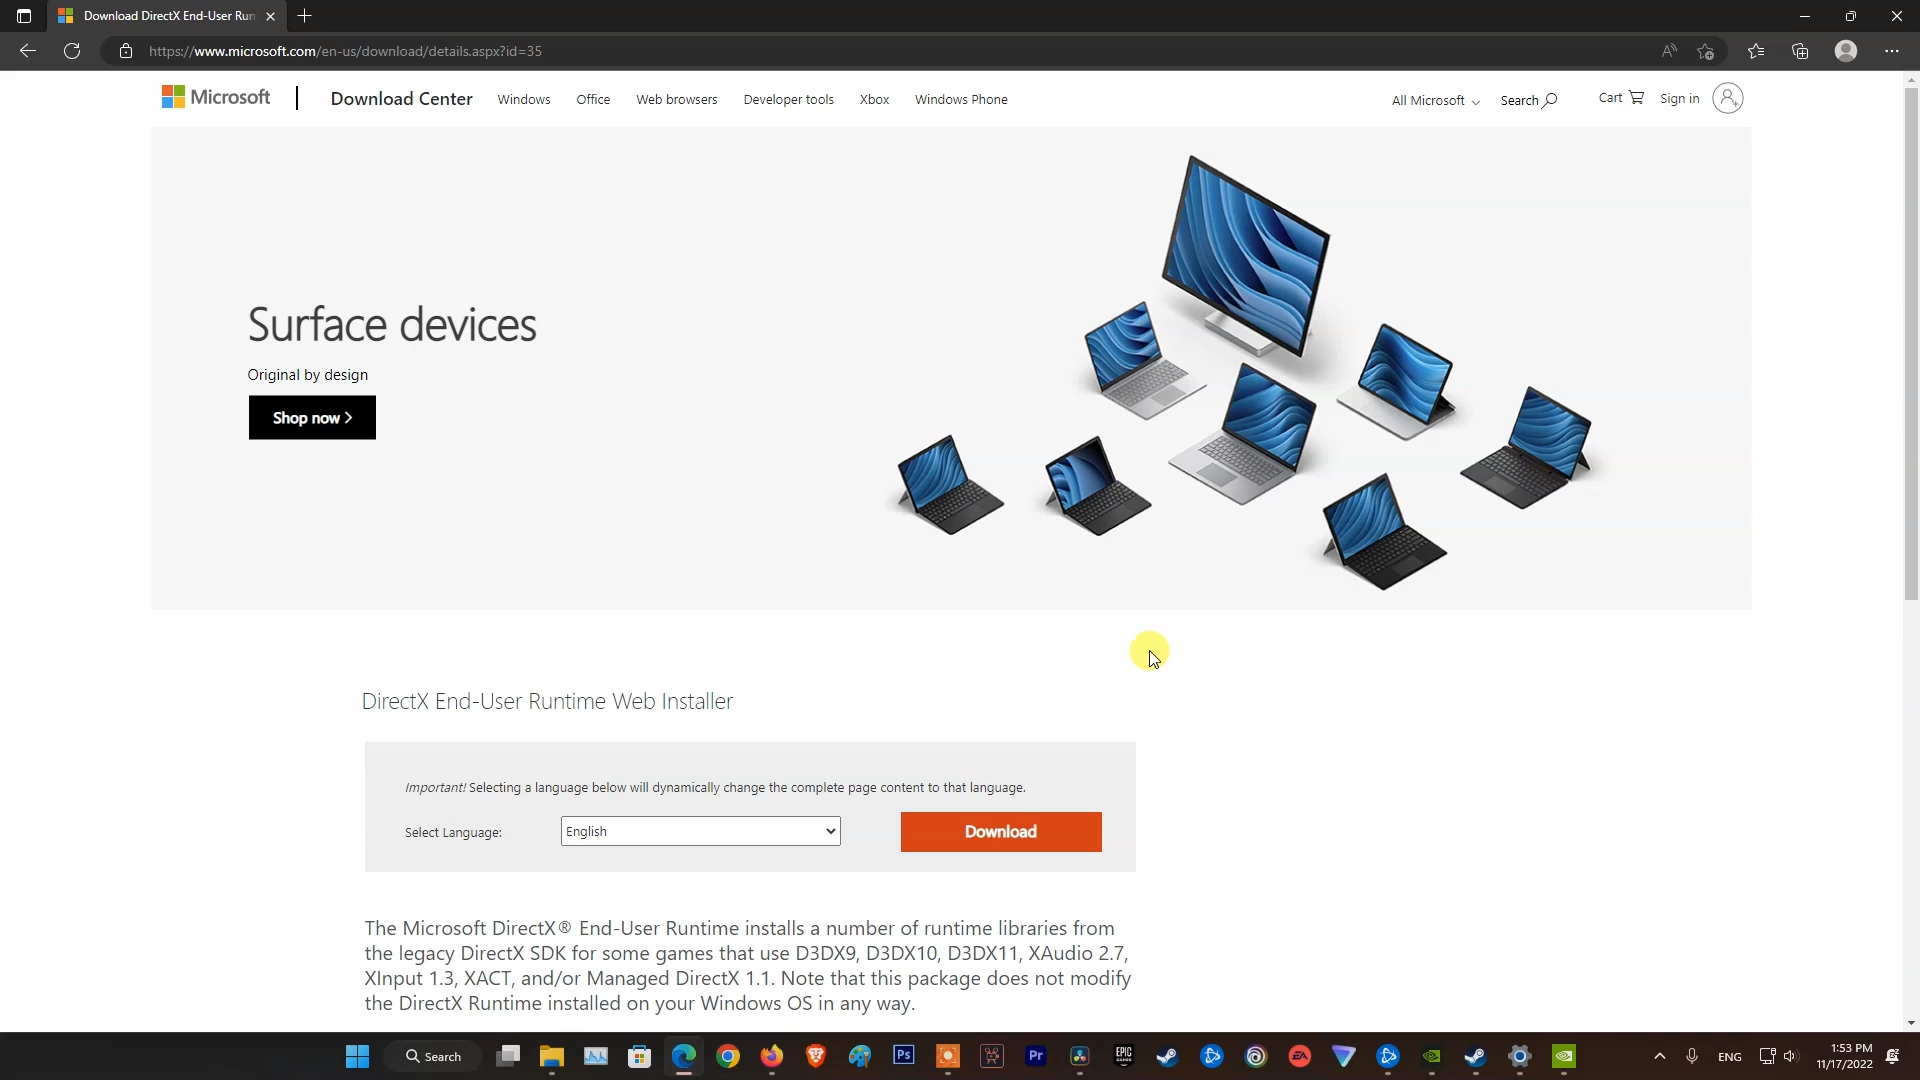 Download DirectX End-User Run
https://www.microsoft.com/en-us/download/details.aspx?id=35
Microsoft
Download Center
Windows
Office
Web browsers
Developer tools
Xbox
Windows Phone
All Microsoft
Search
Cart
Sign in
Surface devices
Original by design
Shop now >
DirectX End-User Runtime Web Installer
Important! Selecting a language below will dynamically change the complete page content to that language.
Select Language:
English
Download
The Microsoft DirectX® End-User Runtime installs a number of runtime libraries from
the legacy DirectX SDK for some games that use D3DX9, D3DX10, D3DX11, XAudio 2.7,
XInput 1.3, XACT, and/or Managed DirectX 1.1. Note that this package does not modify
the DirectX Runtime installed on your Windows OS in any way.
Search
Ps
Pr
EPIC
GAMES
EA
ENG
1:53 PM
11/17/2022